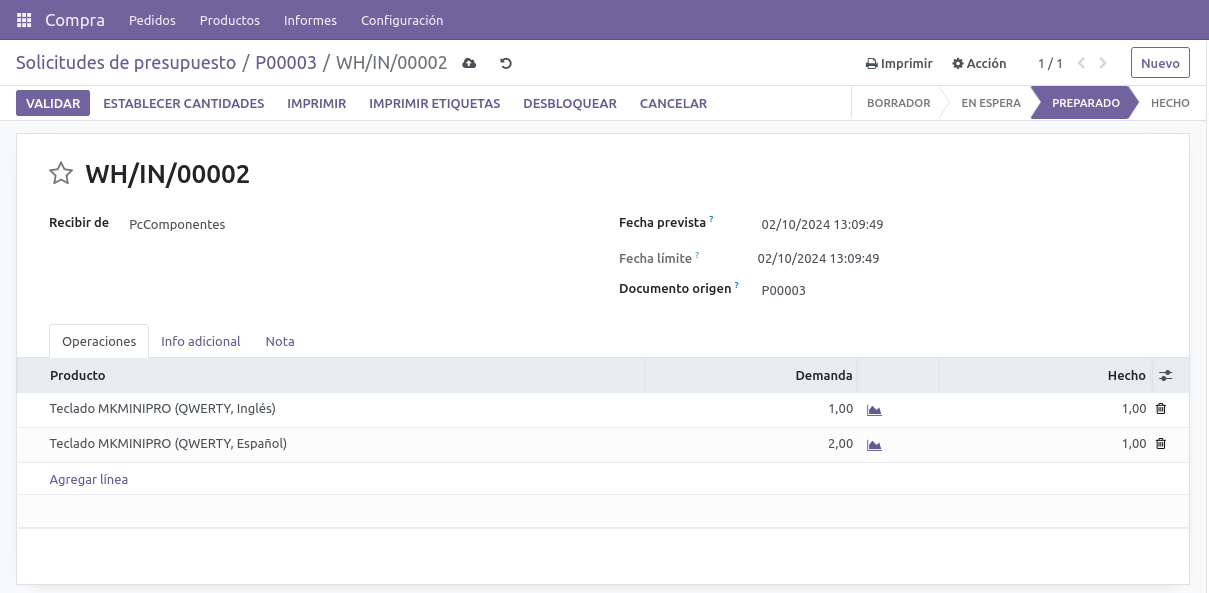 Compra Pedidos Productos Informes Configuración
Solicitudes de presupuesto / P00003 / WH/IN/00002 Imprimir Acción 1 / 1 Nuevo
VALIDAR ESTABLECER CANTIDADES IMPRIMIR IMPRIMIR ETIQUETAS DESBLOQUEAR CANCELAR BORRADOR EN ESPERA PREPARADO HECHO
WH/IN/00002
Recibir de PcComponentes Fecha prevista ? 02/10/2024 13:09:49
Fecha límite ? 02/10/2024 13:09:49
Documento origen ? P00003
Operaciones Info adicional Nota
Producto Demanda Hecho
Teclado MKMINIPRO (QWERTY, Inglés) 1,00 1,00
Teclado MKMINIPRO (QWERTY, Español) 2,00 1,00
Agregar línea